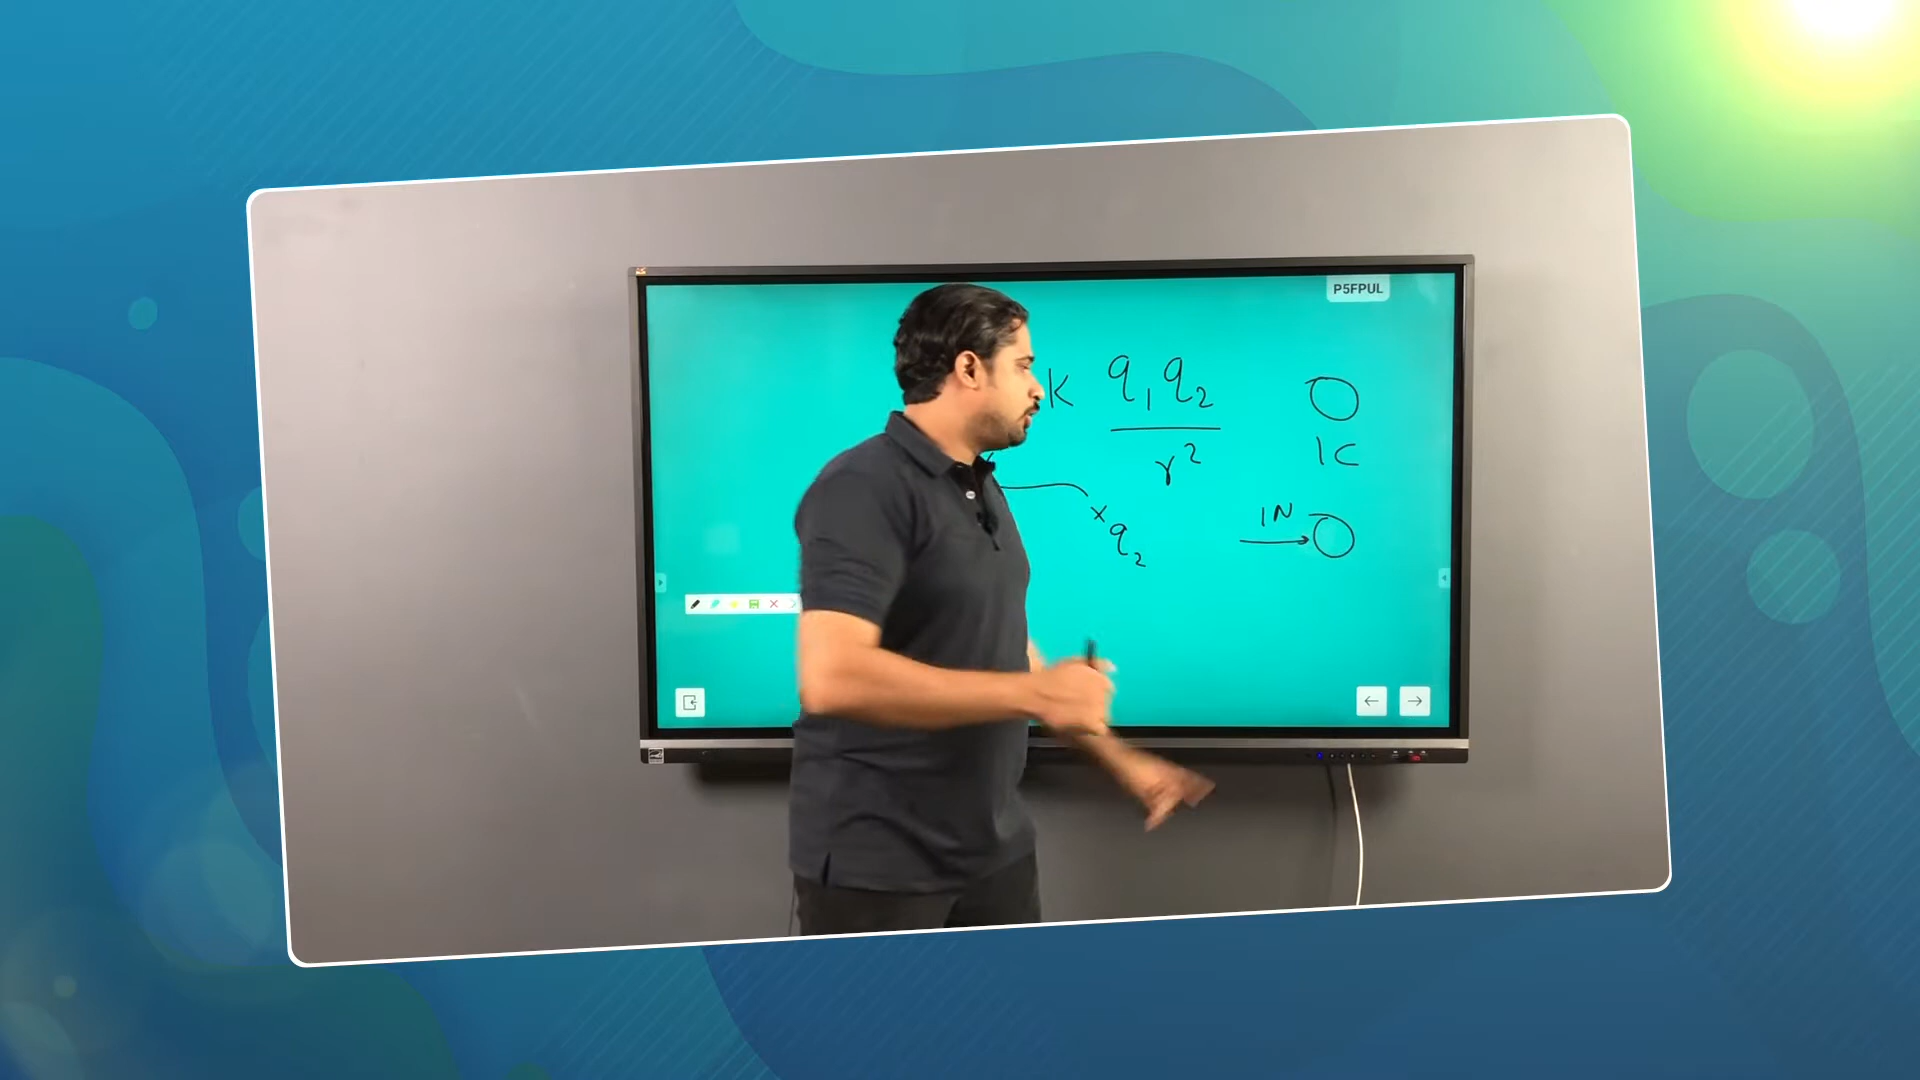 P5FPUL
K q₁q₂
r²
1C
1N
x q₂